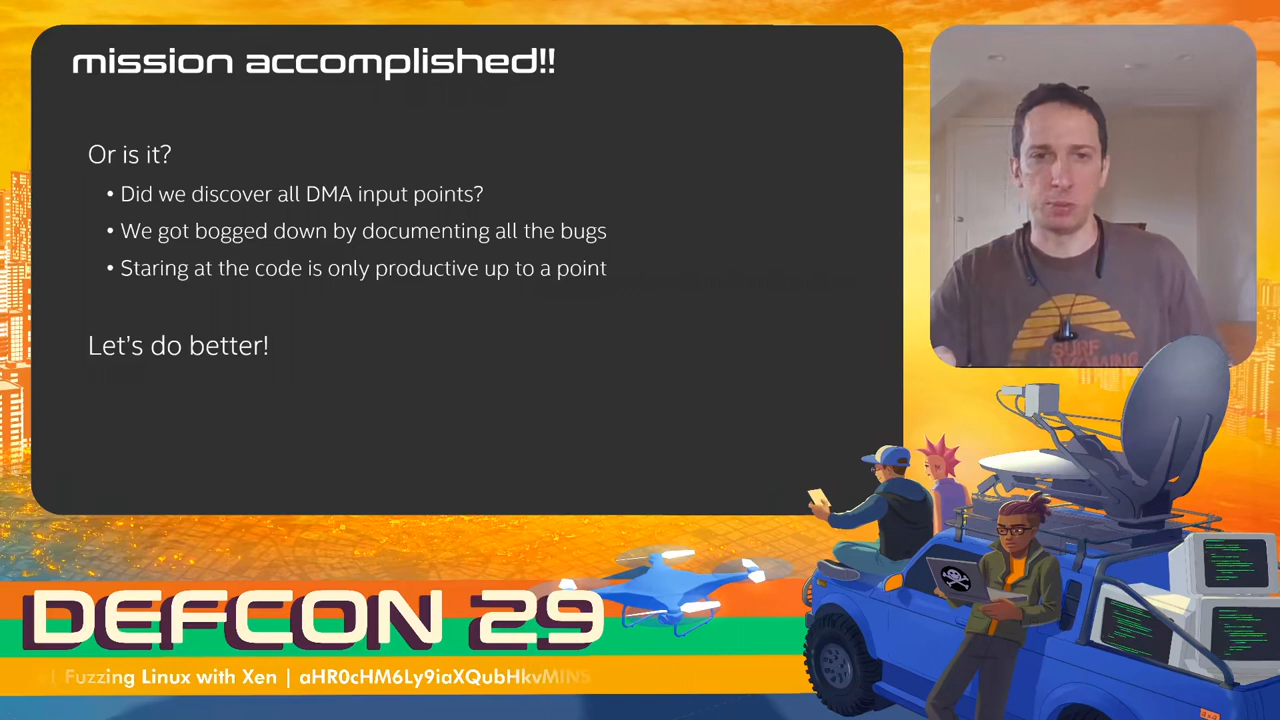 mission accomplished!!
Or is it?
• Did we discover all DMA input points?
• We got bogged down by documenting all the bugs
• Staring at the code is only productive up to a point
Let's do better!
SURF
DEFCON 29
| Fuzzing Linux with Xen | aHR0cHM6Ly9iaXQubHkvMINS